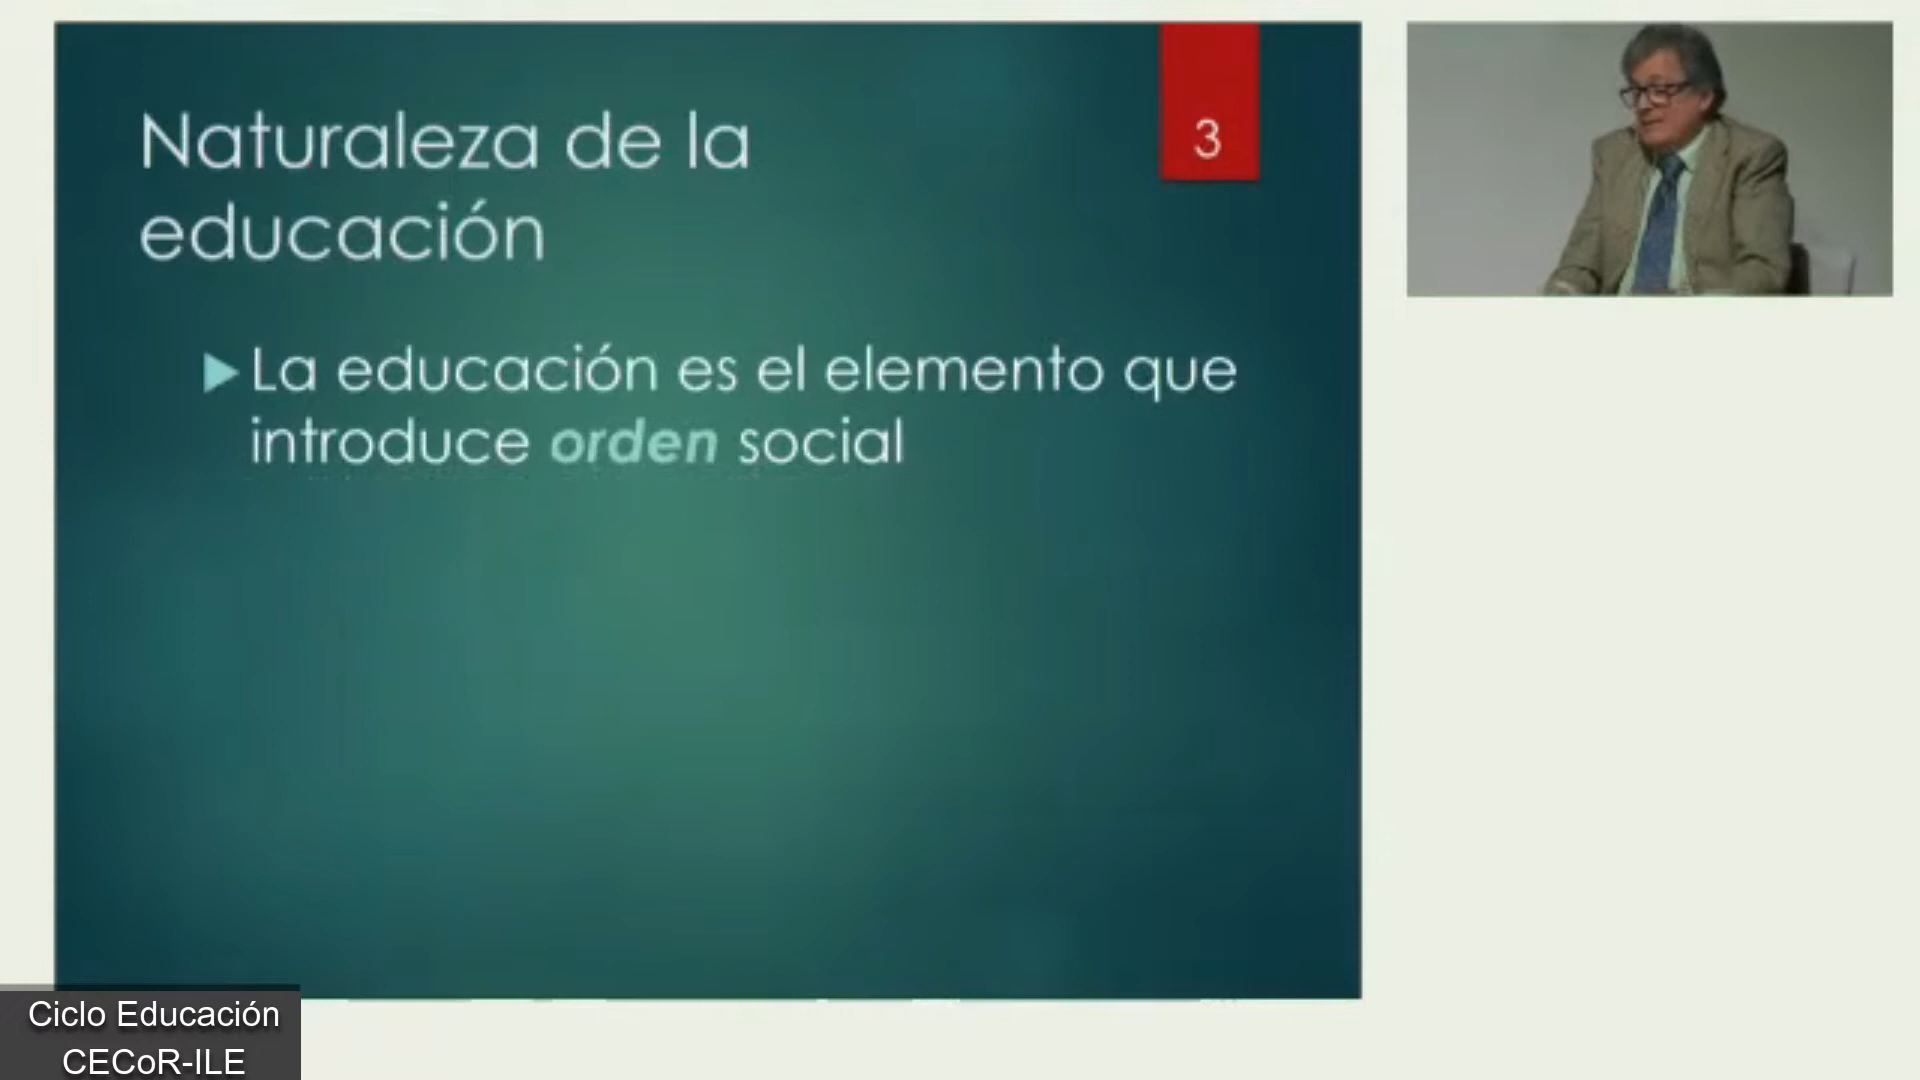 Naturaleza de la
educación
3
La educación es el elemento que
introduce orden social
Ciclo Educación
CECoR-ILE